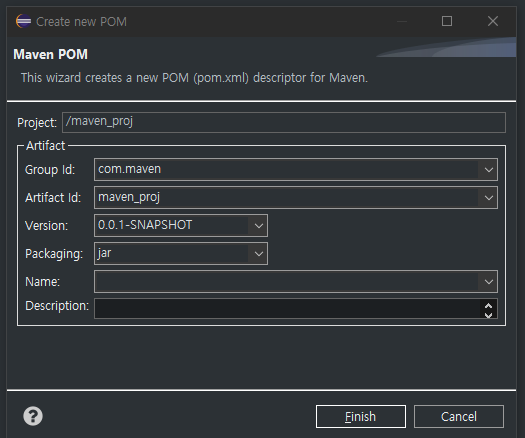 Create new POM
Maven POM
This wizard creates a new POM (pom.xml) descriptor for Maven.
Project: /maven_proj
Artifact
Group Id: com.maven
Artifact Id: maven_proj
Version: 0.0.1-SNAPSHOT
Packaging: jar
Name:
Description:
? Finish Cancel